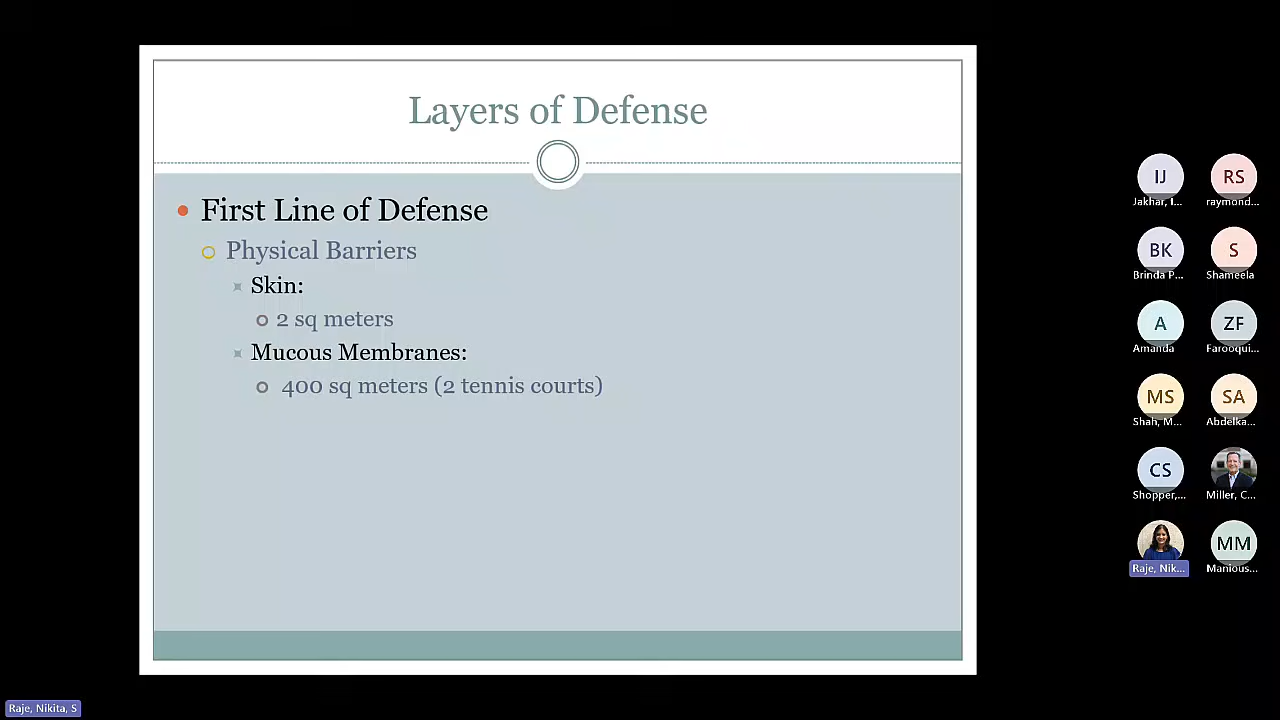 Layers of Defense
First Line of Defense
Physical Barriers
Skin:
2 sq meters
Mucous Membranes:
400 sq meters (2 tennis courts)
IJ
RS
Jakhar, I...
raymond...
BK
S
Brinda P...
Shameela
A
ZF
Amanda
Farooqui...
MS
SA
Shah, M...
Abdelka...
CS
Shopper,...
Miller, C...
MM
Raje, Nik...
Manious...
Raje, Nikita, S